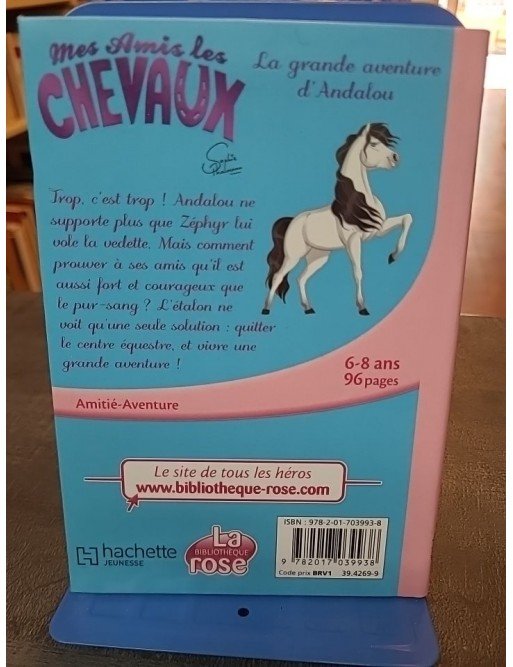 Mes Amis les
CHEVAUX
La grande aventure
d'Andalou
Sophie
Thalmann
Trop, c'est trop ! Andalou ne
supporte plus que Zéphyr lui
vole la vedette. Mais comment
prouver à ses amis qu'il est
aussi fort et courageux que
le pur-sang ? L'étalon ne
voit qu'une seule solution : quitter
le centre équestre, et vivre une
grande aventure !
6-8 ans
96 pages
Amitié-Aventure
Le site de tous les héros
www.bibliotheque-rose.com
hachette
JEUNESSE
La
BIBLIOTHÈQUE
rose
ISBN : 978-2-01-703993-8
9 782017 039938
Code prix BRV1 39.4269-9